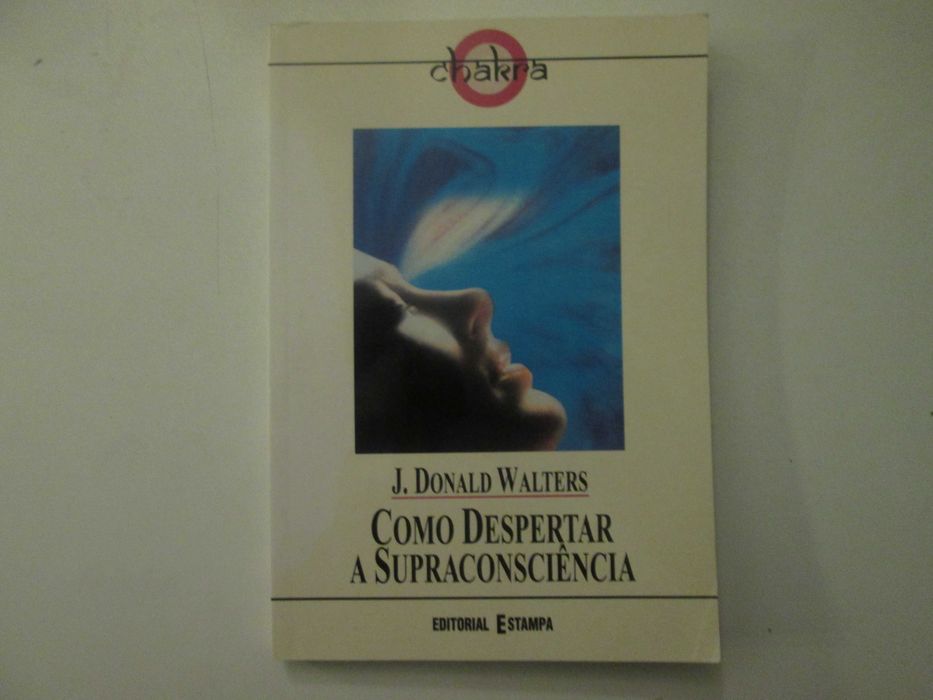 chakra
J. DONALD WALTERS
COMO DESPERTAR
A SUPRACONSCIÊNCIA
EDITORIAL ESTAMPA